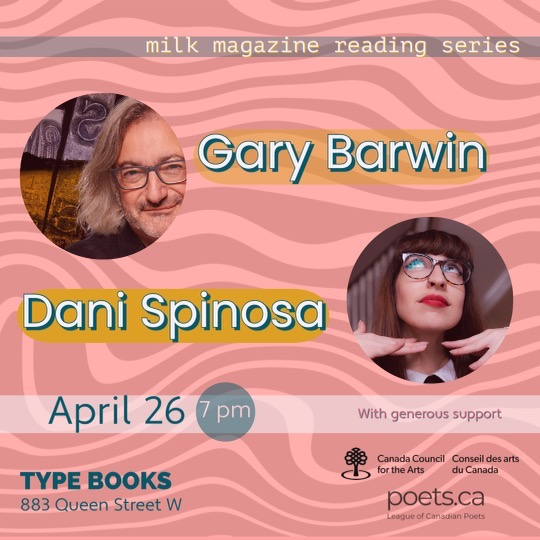 milk magazine reading series
Gary Barwin
Dani Spinosa
April 26 7 pm
With generous support
Canada Council for the Arts
Conseil des arts du Canada
TYPE BOOKS
883 Queen Street W
poets.ca
League of Canadian Poets